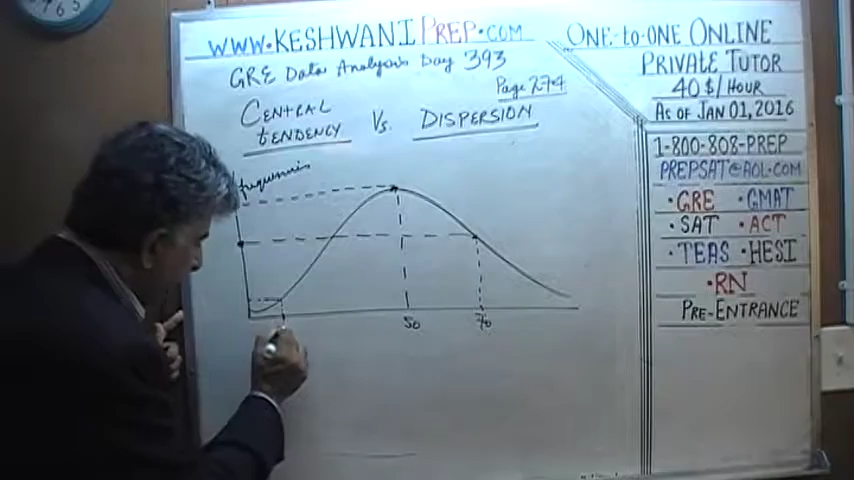 WWW.KESHWANIPREP.COM
GRE Data Analysis Day 393
Page 274
CENTRAL
TENDENCY
Vs.
DISPERSION
50
70
ONE-to-ONE ONLINE
PRIVATE TUTOR
40 $/HOUR
AS OF JAN 01, 2016
1-800-808-PREP
PREPSAT@AOL.COM
•GRE •GMAT
•SAT •ACT
•TEAS •HESI
•RN
PRE-ENTRANCE